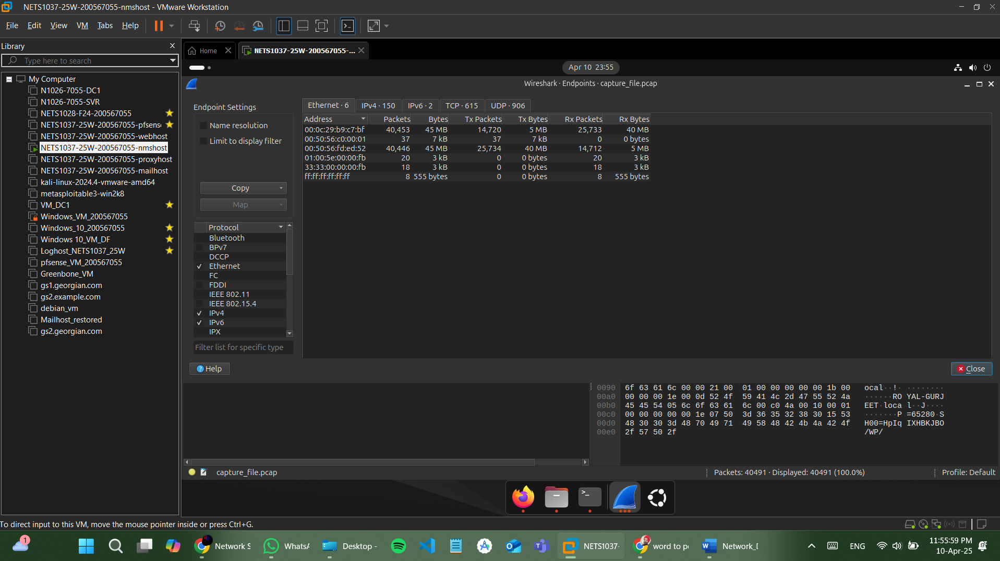 NETS1037-25W-200567055-nmshost - VMware Workstation
File Edit View VM Tabs Help
Library
Type here to search
My Computer
N1026-7055-DC1
N1026-7055-SVR
NETS1028-F24-200567055
NETS1037-25W-200567055-pfsense
NETS1037-25W-200567055-webhost
NETS1037-25W-200567055-nmshost
NETS1037-25W-200567055-proxyhost
NETS1037-25W-200567055-mailhost
kali-linux-2024.4-vmware-amd64
metasploitable3-win2k8
VM_DC1
Windows_VM_200567055
Windows_10_200567055
Windows 10_VM_DF
Loghost_NETS1037_25W
pfsense_VM_200567055
Greenbone_VM
gs1.georgian.com
gs2.example.com
debian_vm
Mailhost_restored
gs2.georgian.com
Home
NETS1037-25W-200567055-...
Apr 10 23:55
Wireshark · Endpoints · capture_file.pcap
Endpoint Settings
Name resolution
Limit to display filter
Copy
Map
Protocol
Bluetooth
BPv7
DCCP
Ethernet
FC
FDDI
IEEE 802.11
IEEE 802.15.4
IPv4
IPv6
IPX
Filter list for specific type
Ethernet · 6 IPv4 · 150 IPv6 · 2 TCP · 615 UDP · 906
Address Packets Bytes Tx Packets Tx Bytes Rx Packets Rx Bytes
00:0c:29:b9:c7:bf 40,453 45 MB 14,720 5 MB 25,733 40 MB
00:50:56:c0:00:01 37 7 kB 37 7 kB 0 0 bytes
00:50:56:fd:ed:52 40,446 45 MB 25,734 40 MB 14,712 5 MB
01:00:5e:00:00:fb 20 3 kB 0 0 bytes 20 3 kB
33:33:00:00:00:fb 18 3 kB 0 0 bytes 18 3 kB
ff:ff:ff:ff:ff:ff 8 555 bytes 0 0 bytes 8 555 bytes
Help
Close
0090 6f 63 61 6c 00 00 21 00 01 00 00 00 00 00 1b 00 ocal··!· ········
00a0 00 00 00 1e 00 0d 52 4f 59 41 4c 2d 47 55 52 4a ······RO YAL-GURJ
00b0 45 45 54 05 6c 6f 63 61 6c 00 c0 4a 00 10 00 01 EET·loca l··J····
00c0 00 00 00 00 00 1e 07 50 3d 36 35 32 38 30 15 53 ·······P =65280·S
00d0 48 30 30 3d 48 70 49 71 49 58 48 42 4b 4a 42 4f H00=HpIq IXHBKJBO
00e0 2f 57 50 2f /WP/
capture_file.pcap
Packets: 40491 · Displayed: 40491 (100.0%)
Profile: Default
To direct input to this VM, move the mouse pointer inside or press Ctrl+G.
1
Network S
WhatsA
Desktop -
NETS1037-
word to p
Network_
ENG
11:55:59 PM
10-Apr-25